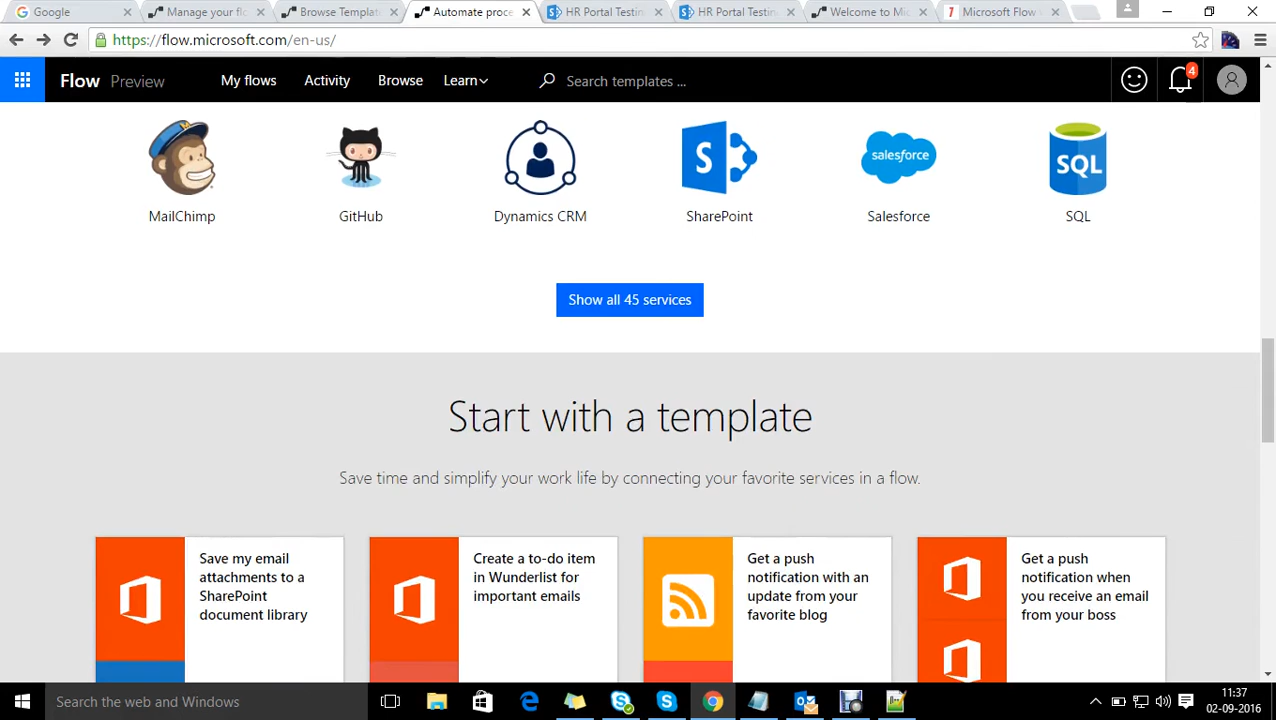 Google
Manage your flo
Browse Templat
Automate proce
HR Portal Testin
HR Portal Testin
Welcome to Mic
Microsoft Flow
https://flow.microsoft.com/en-us/
Flow Preview My flows Activity Browse Learn Search templates ... 4
salesforce
SQL
MailChimp GitHub Dynamics CRM SharePoint Salesforce SQL
Show all 45 services
Start with a template
Save time and simplify your work life by connecting your favorite services in a flow.
Save my email
attachments to a
SharePoint
document library
Create a to-do item
in Wunderlist for
important emails
Get a push
notification with an
update from your
favorite blog
Get a push
notification when
you receive an email
from your boss
Search the web and Windows
11:37
02-09-2016